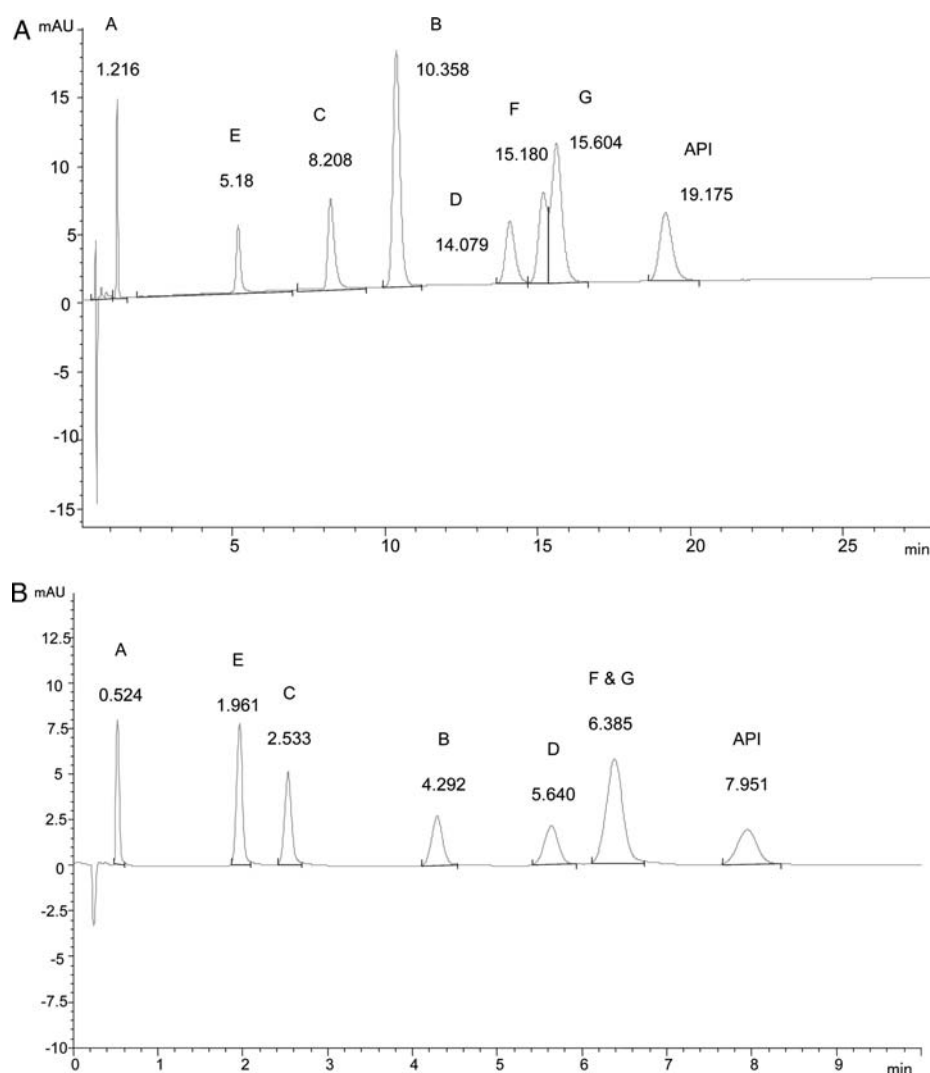 A
mAU
A
1.216
E
5.18
C
8.208
B
10.358
D
14.079
F
15.180
G
15.604
API
19.175
15
10
5
0
-5
-10
-15
5
10
15
20
25
min
B
mAU
A
0.524
E
1.961
C
2.533
B
4.292
D
5.640
F & G
6.385
API
7.951
12.5
10
7.5
5
2.5
0
-2.5
-5
-7.5
-10
0
1
2
3
4
5
6
7
8
9
min